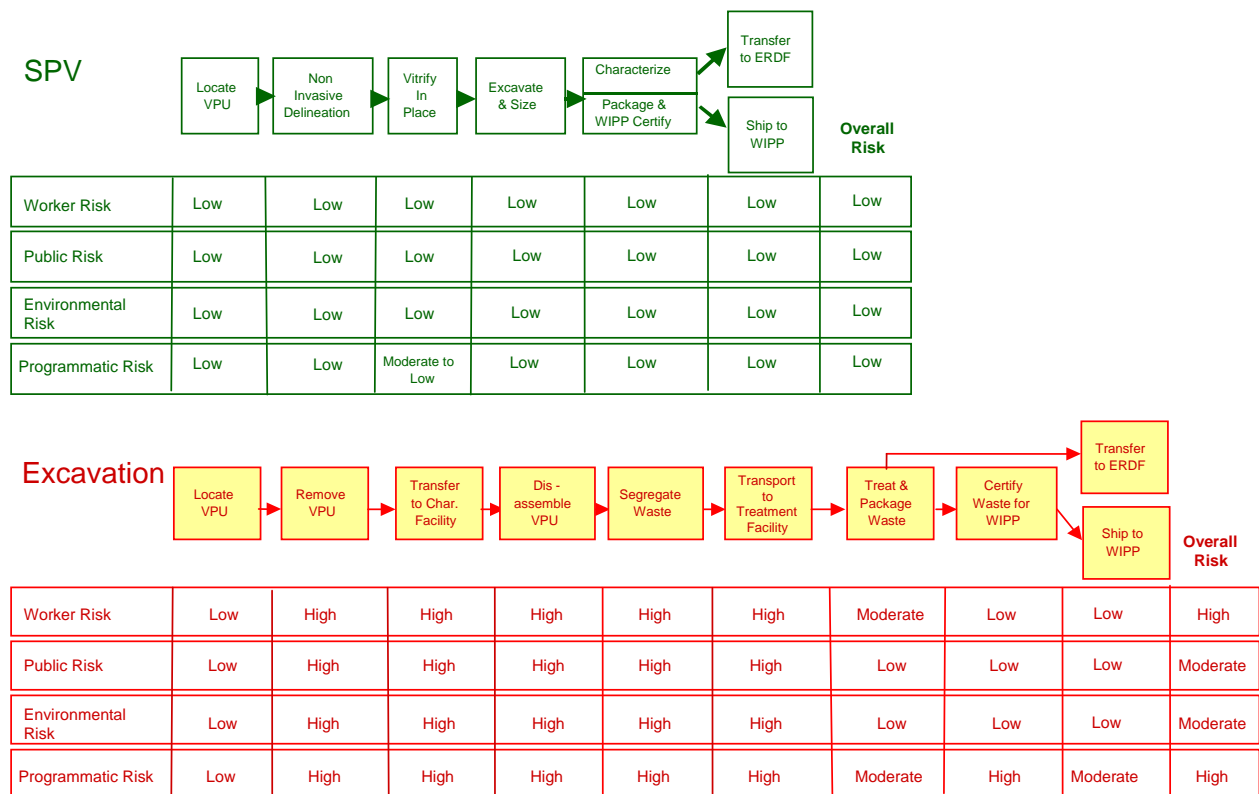 SPV
Locate
VPU
Non
Invasive
Delineation
Vitrify
In
Place
Excavate
& Size
Characterize
Package &
WIPP Certify
Transfer
to ERDF
Ship to
WIPP
Overall
Risk
Worker Risk Low Low Low Low Low Low Low
Public Risk Low Low Low Low Low Low Low
Environmental
Risk
Low Low Low Low Low Low Low
Programmatic Risk Low Low Moderate to
Low
Low Low Low Low
Excavation
Locate
VPU
Remove
VPU
Transfer
to Char.
Facility
Dis -
assemble
VPU
Segregate
Waste
Transport
to
Treatment
Facility
Treat &
Package
Waste
Certify
Waste for
WIPP
Transfer
to ERDF
Ship to
WIPP
Overall
Risk
Worker Risk Low High High High High High Moderate Low Low High
Public Risk Low High High High High High Low Low Low Moderate
Environmental
Risk
Low High High High High High Low Low Low Moderate
Programmatic Risk Low High High High High High Moderate High Moderate High